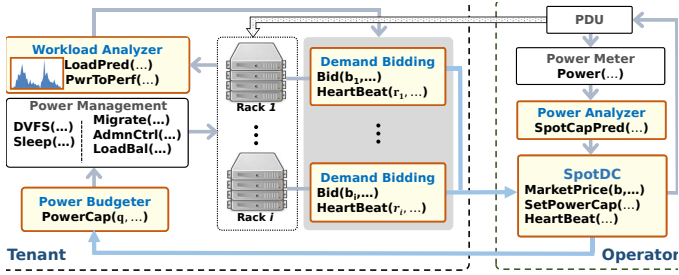 Workload Analyzer
LoadPred(...)
PwrToPerf(...)
Power Management
DVFS(...)
Sleep(...)
Migrate(...)
AdmnCtrl(...)
LoadBal(...)
Power Budgeter
PowerCap(q, ...)
Tenant
Rack 1
Rack i
Demand Bidding
Bid(b₁,...)
HeartBeat(r₁, ...)
Demand Bidding
Bid(bᵢ,...)
HeartBeat(rᵢ, ...)
PDU
Power Meter
Power(...)
Power Analyzer
SpotCapPred(...)
SpotDC
MarketPrice(b,...)
SetPowerCap(...)
HeartBeat(...)
Operator